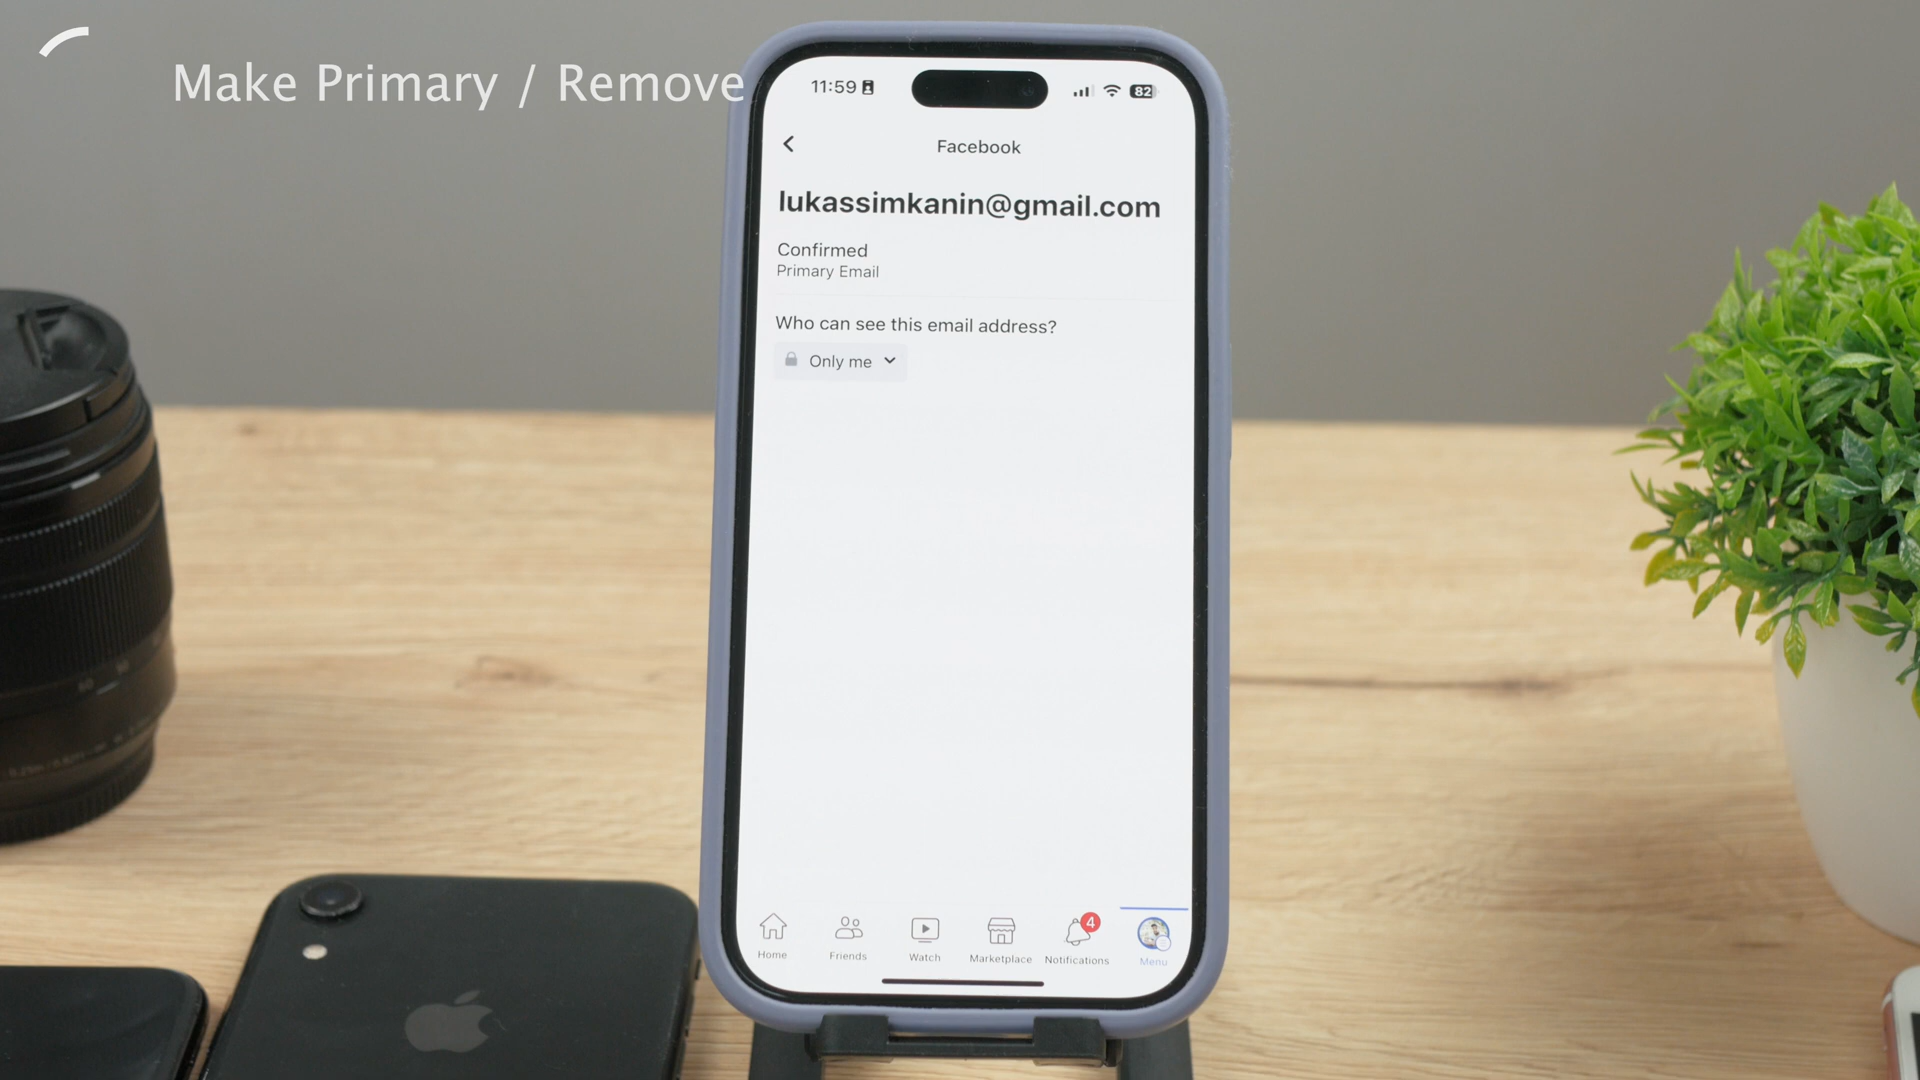 Make Primary / Remove
11:59
82
Facebook
lukassimkanin@gmail.com
Confirmed
Primary Email
Who can see this email address?
Only me
4
Home
Friends
Watch
Marketplace
Notifications
Menu